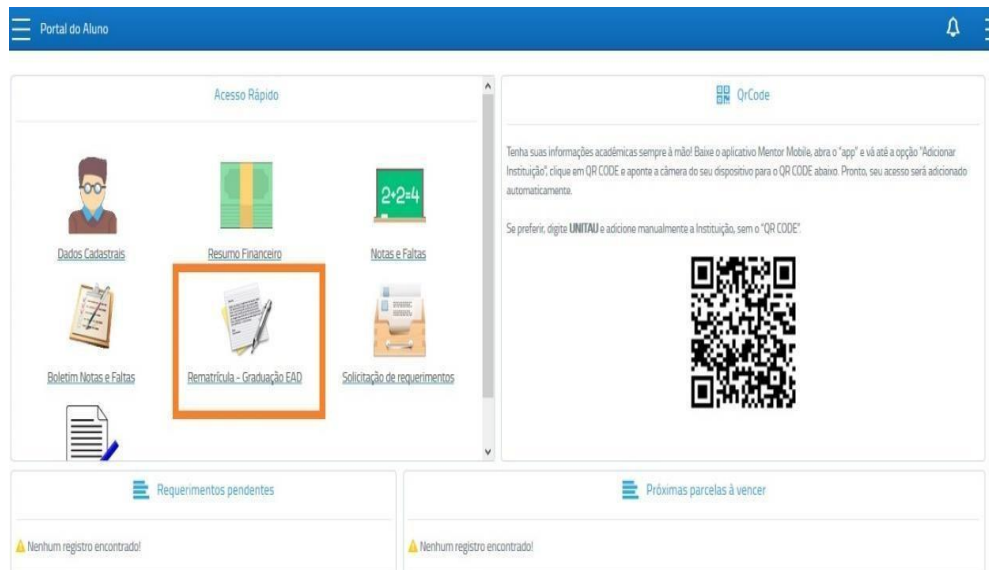 Portal do Aluno
Acesso Rápido
Dados Cadastrais
Resumo Financeiro
2+2=4
Notas e Faltas
Boletim Notas e Faltas
Rematrícula - Graduação EAD
Solicitação de requerimentos
QrCode
Tenha suas informações acadêmicas sempre à mão! Baixe o aplicativo Mentor Mobile, abra o "app" e vá até a opção "Adicionar
Instituição", clique em QR CODE e aponte a câmera do seu dispositivo para o QR CODE abaixo. Pronto, seu acesso será adicionado
automaticamente.
Se preferir, digite UNITAU e adicione manualmente a Instituição, sem o "QR CODE".
Requerimentos pendentes
Nenhum registro encontrado!
Próximas parcelas à vencer
Nenhum registro encontrado!